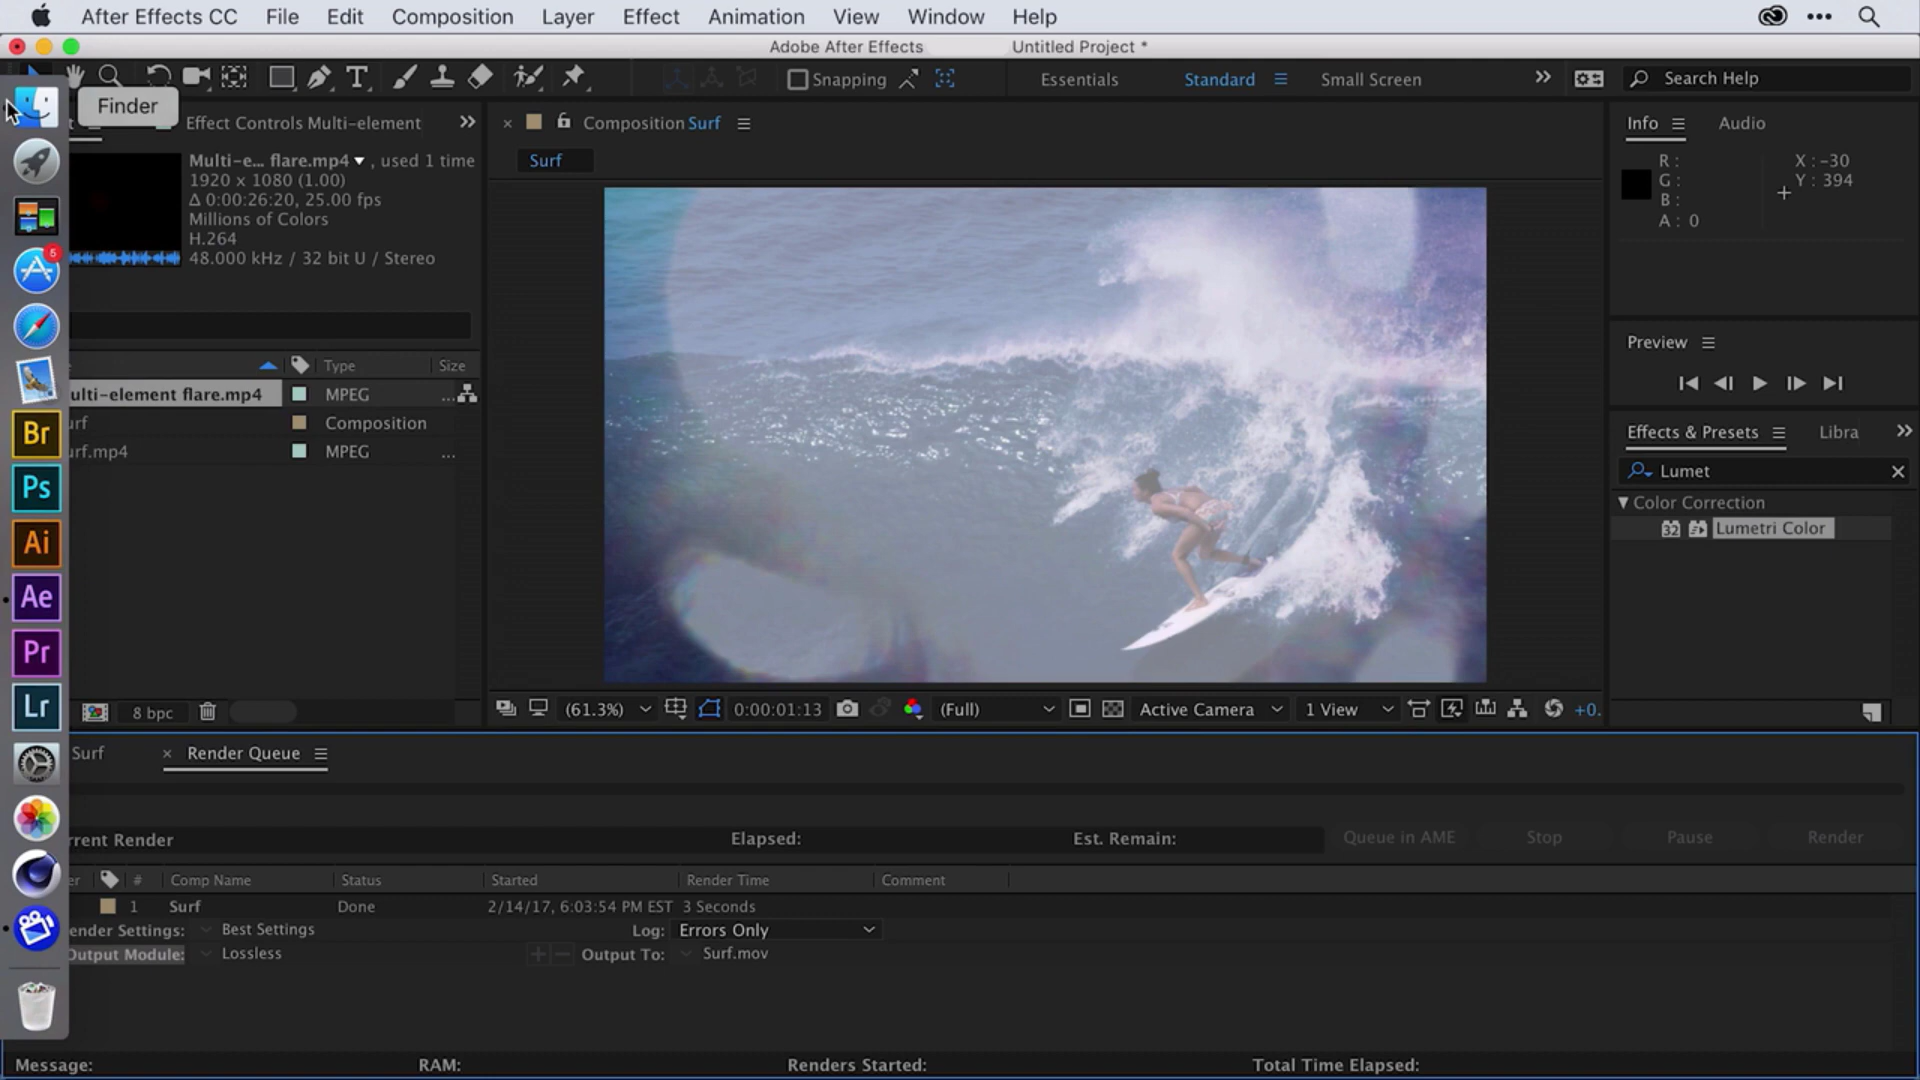 After Effects CC File Edit Composition Layer Effect Animation View Window Help
Adobe After Effects Untitled Project *
Snapping Essentials Standard Small Screen Search Help
Finder
Effect Controls Multi-element
Composition Surf
Info Audio
Surf
Multi-e... flare.mp4 , used 1 time
1920 x 1080 (1.00)
Δ 0:00:26:20, 25.00 fps
Millions of Colors
H.264
48.000 kHz / 32 bit U / Stereo
R :
G :
B :
A : 0
X : -30
Y : 394
5
Preview
Type Size
ulti-element flare.mp4 MPEG ...
urf Composition
urf.mp4 MPEG ...
Effects & Presets Libra
Lumet
Color Correction
32 Lumetri Color
Br
Ps
Ai
Ae
Pr
Lr
8 bpc
(61.3%) 0:00:01:13 (Full) Active Camera 1 View +0.
Surf × Render Queue
rrent Render Elapsed: Est. Remain: Queue in AME Stop Pause Render
er # Comp Name Status Started Render Time Comment
1 Surf Done 2/14/17, 6:03:54 PM EST 3 Seconds
ender Settings: Best Settings Log: Errors Only
Output Module: Lossless Output To: Surf.mov
Message: RAM: Renders Started: Total Time Elapsed: